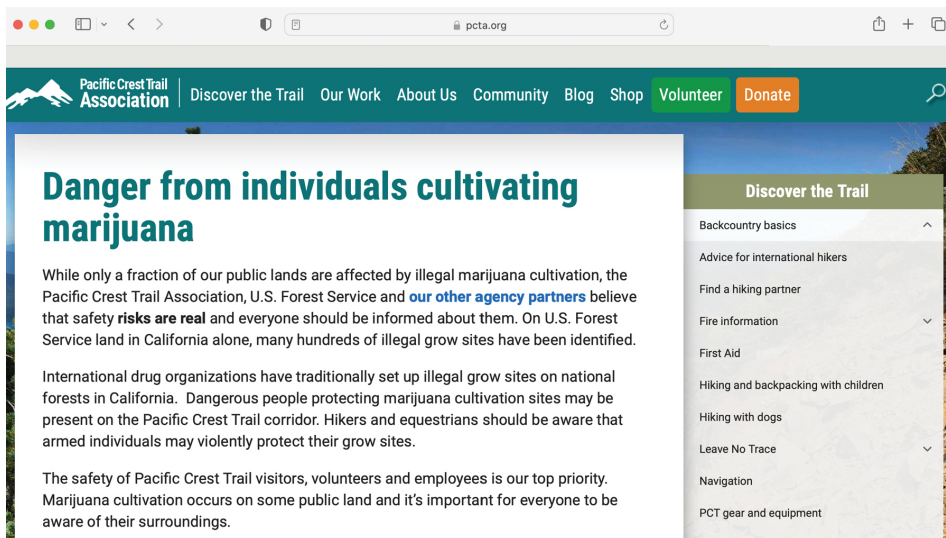 pcta.org
Pacific Crest Trail
Association
Discover the Trail
Our Work
About Us
Community
Blog
Shop
Volunteer
Donate
Danger from individuals cultivating
marijuana
While only a fraction of our public lands are affected by illegal marijuana cultivation, the
Pacific Crest Trail Association, U.S. Forest Service and our other agency partners believe
that safety risks are real and everyone should be informed about them. On U.S. Forest
Service land in California alone, many hundreds of illegal grow sites have been identified.
International drug organizations have traditionally set up illegal grow sites on national
forests in California.  Dangerous people protecting marijuana cultivation sites may be
present on the Pacific Crest Trail corridor. Hikers and equestrians should be aware that
armed individuals may violently protect their grow sites.
The safety of Pacific Crest Trail visitors, volunteers and employees is our top priority.
Marijuana cultivation occurs on some public land and it’s important for everyone to be
aware of their surroundings.
Discover the Trail
Backcountry basics
Advice for international hikers
Find a hiking partner
Fire information
First Aid
Hiking and backpacking with children
Hiking with dogs
Leave No Trace
Navigation
PCT gear and equipment